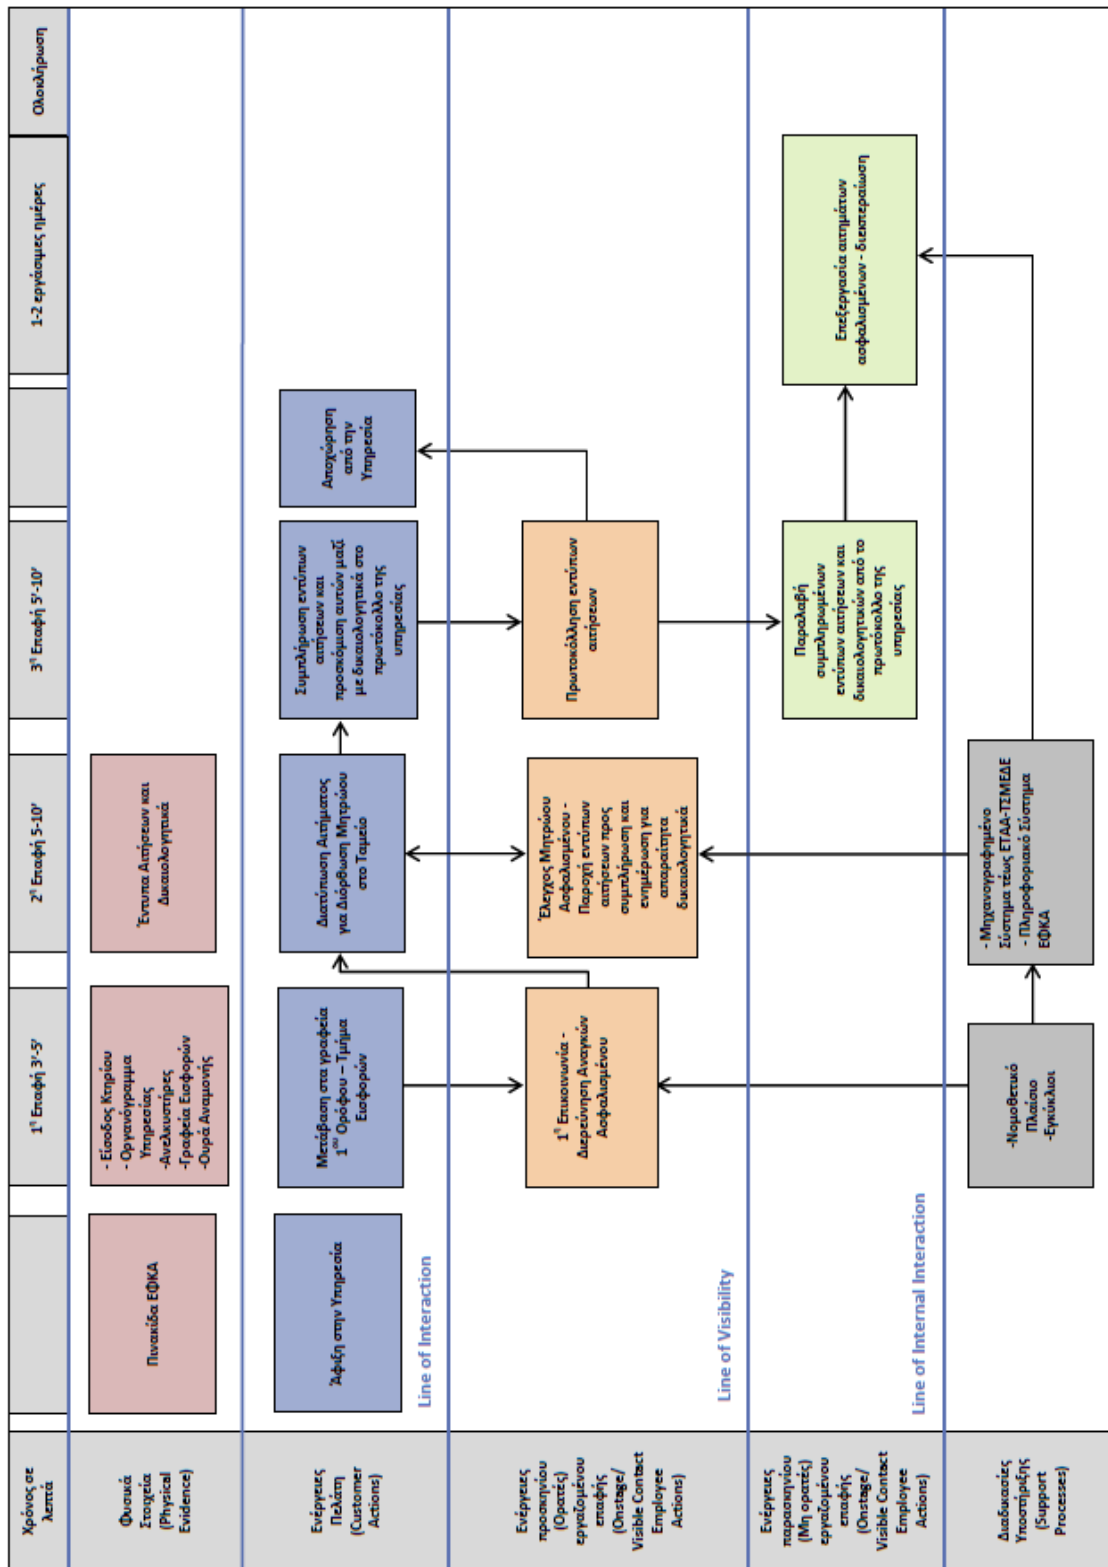 Χρόνος σε
λεπτά
1η Επαφή 3'-5'
2η Επαφή 5-10'
3η Επαφή 5'-10'
1-2 εργάσιμες ημέρες
Ολοκλήρωση
Φυσικά
Στοιχεία
(Physical
Evidence)
Πινακίδα ΕΦΚΑ
- Είσοδος Κτηρίου
- Οργανόγραμμα
Υπηρεσίας
-Ανελκυστήρες
-Γραφεία Εισφορών
-Ουρά Αναμονής
Έντυπα Αιτήσεων και
Δικαιολογητικά
Ενέργειες
Πελάτη
(Customer
Actions)
Άφιξη στην Υπηρεσία
Μετάβαση στα γραφεία
1ου Ορόφου – Τμήμα
Εισφορών
Διατύπωση Αιτήματος
για Διόρθωση Μητρώου
στο Ταμείο
Συμπλήρωση εντύπων
αιτήσεων και
προσκόμιση αυτών μαζί
με δικαιολογητικά στο
πρωτόκολλο της
υπηρεσίας
Αποχώρηση
από την
Υπηρεσία
Line of Interaction
Ενέργειες
προσκηνίου
(Ορατές)
εργαζομένου
επαφής
(Onstage/
Visible Contact
Employee
Actions)
1η Επικοινωνία -
Διερεύνηση Αναγκών
Ασφαλισμένου
Έλεγχος Μητρώου
Ασφαλισμένου -
Παροχή εντύπων
αιτήσεων προς
συμπλήρωση και
ενημέρωση για
απαραίτητα
δικαιολογητικά
Πρωτοκόλληση εντύπων
αιτήσεων
Line of Visibility
Ενέργειες
παρασκηνίου
(Μη ορατές)
εργαζομένου
επαφής
(Onstage/
Visible Contact
Employee
Actions)
Παραλαβή
συμπληρωμένων
εντύπων αιτήσεων και
δικαιολογητικών από το
πρωτόκολλο της
υπηρεσίας
Επεξεργασία αιτημάτων
ασφαλισμένων - διεκπεραίωση
Line of Internal Interaction
Διαδικασίες
Υποστήριξης
(Support
Processes)
-Νομοθετικό
Πλαίσιο
-Εγκύκλιοι
- Μηχανογραφημένο
Σύστημα τέως ΕΤΑΑ-ΤΣΜΕΔΕ
- Πληροφοριακό Σύστημα
ΕΦΚΑ